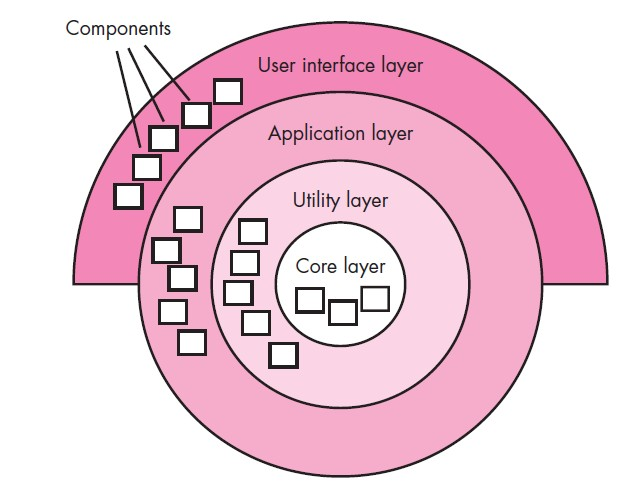 Components
User interface layer
Application layer
Utility layer
Core layer